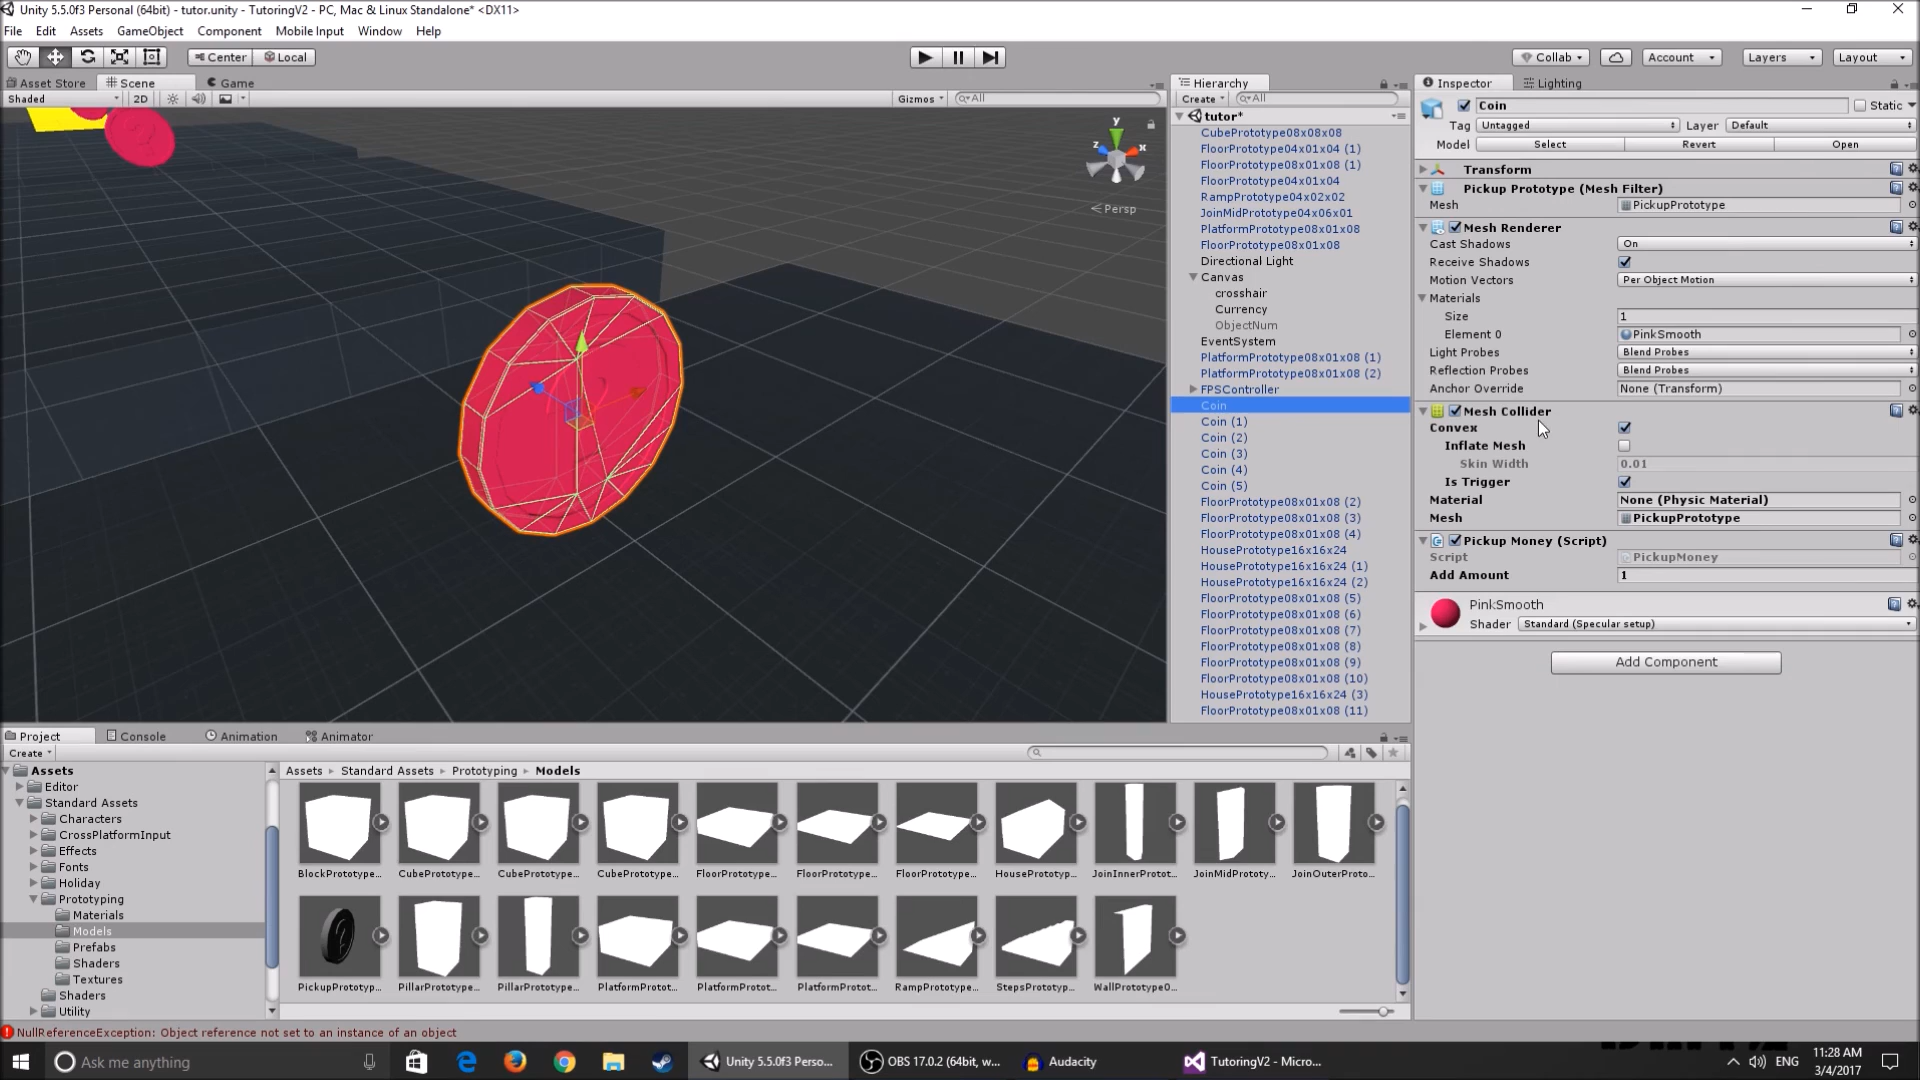 Unity 5.5.0f3 Personal (64bit) - tutor.unity - TutoringV2 - PC, Mac & Linux Standalone* <DX11>
File Edit Assets GameObject Component Mobile Input Window Help
Center Local
Collab Account Layers Layout
Asset Store Scene Game
Shaded 2D Gizmos All
y
z x
Persp
Hierarchy
Create All
tutor*
CubePrototype08x08x08
FloorPrototype04x01x04 (1)
FloorPrototype08x01x08 (1)
FloorPrototype04x01x04
RampPrototype04x02x02
JoinMidPrototype04x06x01
PlatformPrototype08x01x08
FloorPrototype08x01x08
Directional Light
Canvas
crosshair
Currency
ObjectNum
EventSystem
PlatformPrototype08x01x08 (1)
PlatformPrototype08x01x08 (2)
FPSController
Coin
Coin (1)
Coin (2)
Coin (3)
Coin (4)
Coin (5)
FloorPrototype08x01x08 (2)
FloorPrototype08x01x08 (3)
FloorPrototype08x01x08 (4)
HousePrototype16x16x24
HousePrototype16x16x24 (1)
HousePrototype16x16x24 (2)
FloorPrototype08x01x08 (5)
FloorPrototype08x01x08 (6)
FloorPrototype08x01x08 (7)
FloorPrototype08x01x08 (8)
FloorPrototype08x01x08 (9)
FloorPrototype08x01x08 (10)
HousePrototype16x16x24 (3)
FloorPrototype08x01x08 (11)
Inspector Lighting
Coin Static
Tag Untagged Layer Default
Model Select Revert Open
Transform
Pickup Prototype (Mesh Filter)
Mesh PickupPrototype
Mesh Renderer
Cast Shadows On
Receive Shadows
Motion Vectors Per Object Motion
Materials
Size 1
Element 0 PinkSmooth
Light Probes Blend Probes
Reflection Probes Blend Probes
Anchor Override None (Transform)
Mesh Collider
Convex
Inflate Mesh
Skin Width 0.01
Is Trigger
Material None (Physic Material)
Mesh PickupPrototype
Pickup Money (Script)
Script PickupMoney
Add Amount 1
PinkSmooth
Shader Standard (Specular setup)
Add Component
Project Console Animation Animator
Create
Assets
Editor
Standard Assets
Characters
CrossPlatformInput
Effects
Fonts
Holiday
Prototyping
Materials
Models
Prefabs
Shaders
Textures
Shaders
Utility
Assets Standard Assets Prototyping Models
BlockPrototype... CubePrototype... CubePrototype... CubePrototype... FloorPrototype... FloorPrototype... FloorPrototype... HousePrototyp... JoinInnerProtot... JoinMidPrototy... JoinOuterProto...
PickupPrototyp... PillarPrototype... PillarPrototype... PlatformProtot... PlatformProtot... PlatformProtot... RampPrototype... StepsPrototyp... WallPrototype0...
NullReferenceException: Object reference not set to an instance of an object
Ask me anything
Unity 5.5.0f3 Perso...
OBS 17.0.2 (64bit, w...
Audacity
TutoringV2 - Micro...
ENG
11:28 AM
3/4/2017